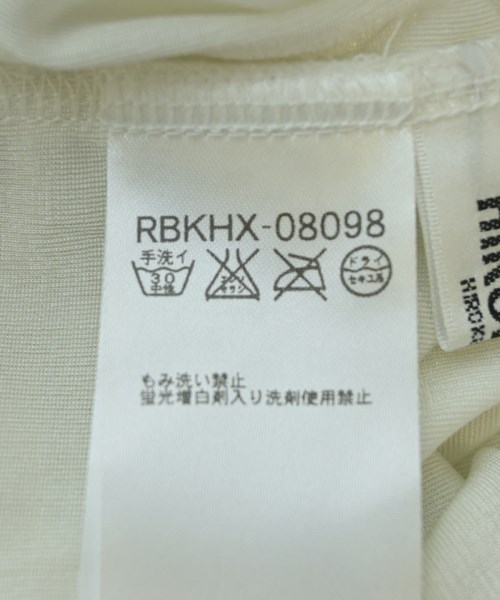 RBKHX-08098
手洗イ
30
中性
エンソ
サラシ
ドライ
セキユ系
もみ洗い禁止
蛍光増白剤入り洗剤使用禁止
HIRO K